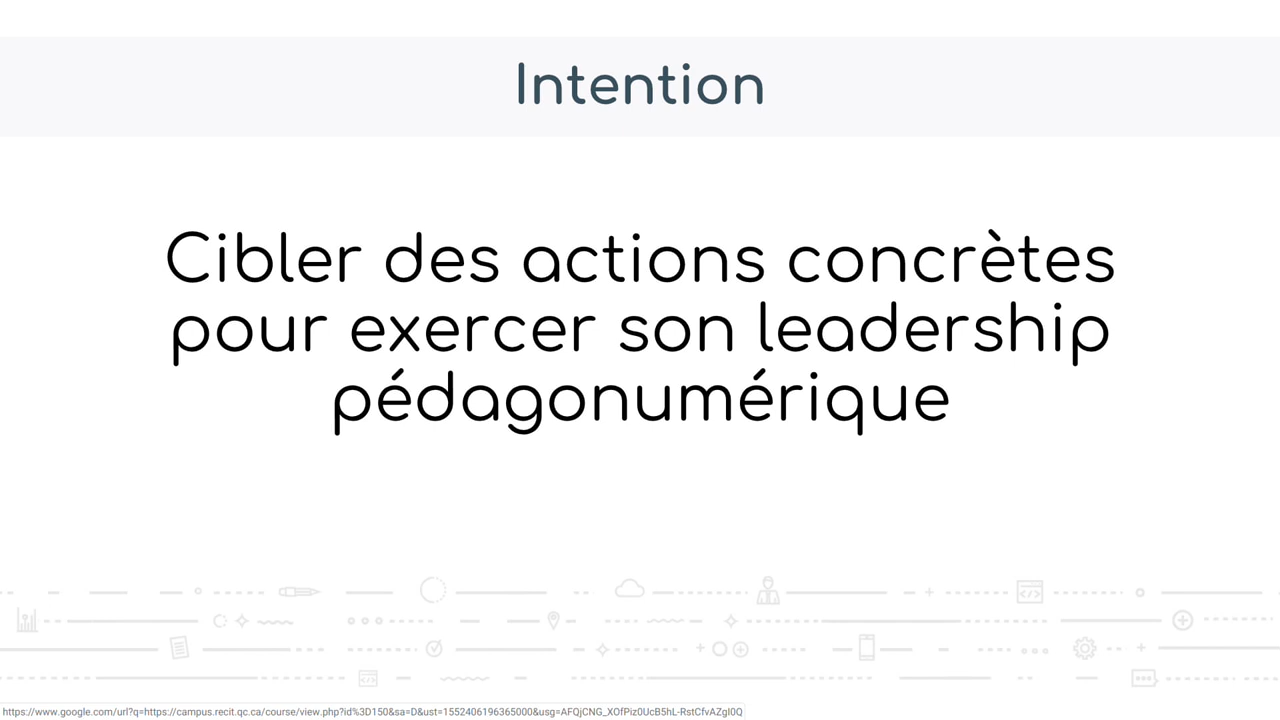 Intention
Cibler des actions concrètes
pour exercer son leadership
pédagonumérique
https://www.google.com/url?q=https://campus.recit.qc.ca/course/view.php?id%3D150&sa=D&ust=1552406196365000&usg=AFQjCNG_XOfPiz0UcB5hL-RstCfvAZgI0Q